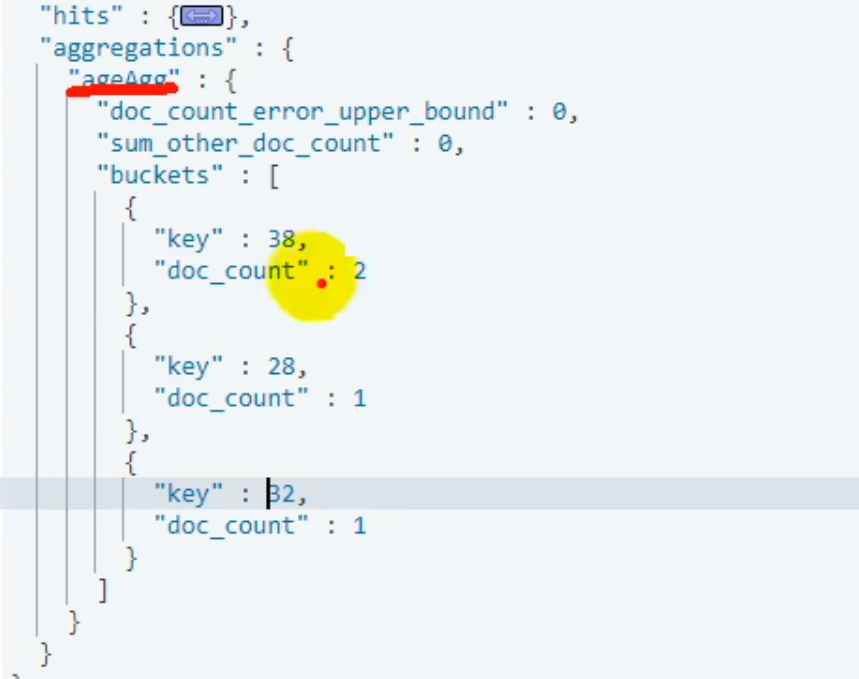 "hits" : {},
"aggregations" : {
"ageAgg" : {
"doc_count_error_upper_bound" : 0,
"sum_other_doc_count" : 0,
"buckets" : [
{
"key" : 38,
"doc_count" : 2
},
{
"key" : 28,
"doc_count" : 1
},
{
"key" : 32,
"doc_count" : 1
}
]
}
}